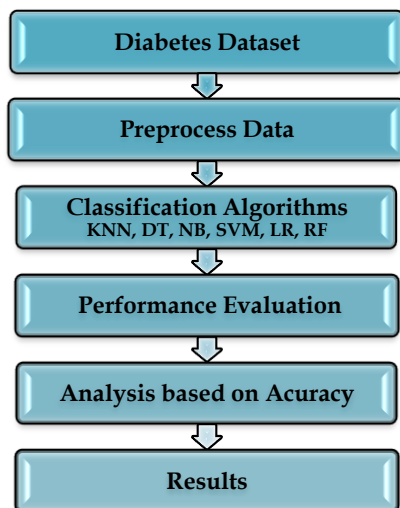 Diabetes Dataset
Preprocess Data
Classification Algorithms
KNN, DT, NB, SVM, LR, RF
Performance Evaluation
Analysis based on Acuracy
Results